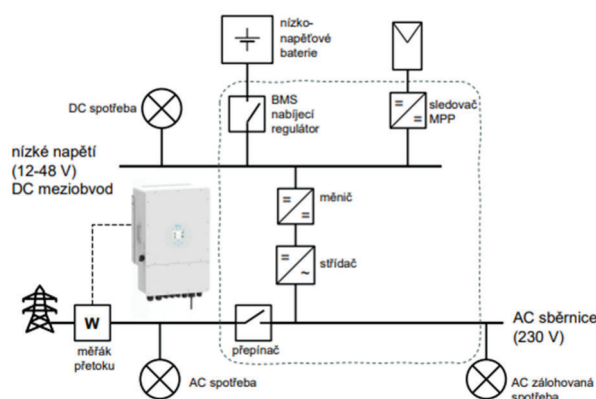 nízko-
napěťové
baterie
DC spotřeba
BMS
nabíjecí
regulátor
sledovač
MPP
nízké napětí
(12-48 V)
DC meziobvod
měnič
střídač
~
W
měřák
přetoku
přepínač
AC sběrnice
(230 V)
AC spotřeba
AC zálohovaná
spotřeba